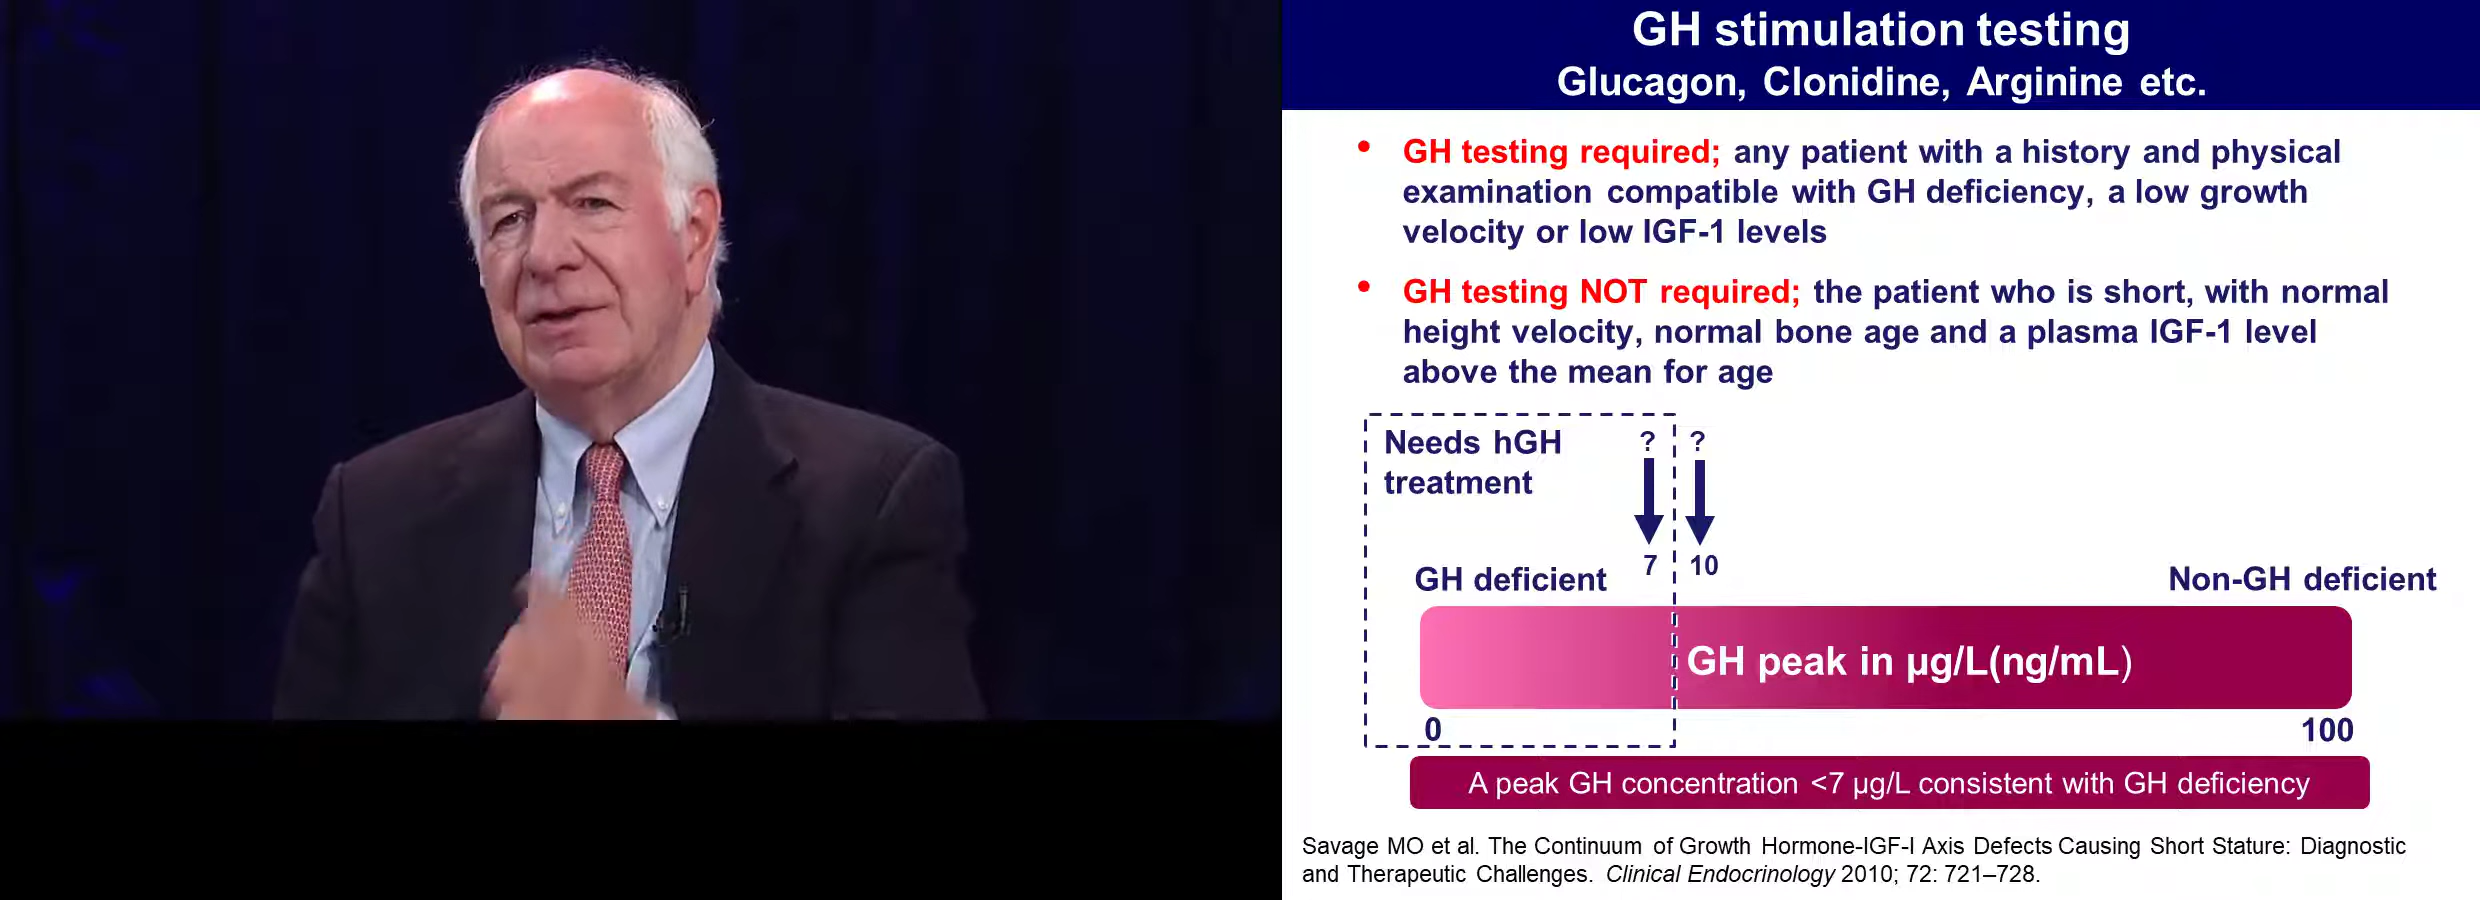 GH stimulation testing
Glucagon, Clonidine, Arginine etc.
• GH testing required; any patient with a history and physical
examination compatible with GH deficiency, a low growth
velocity or low IGF-1 levels
• GH testing NOT required; the patient who is short, with normal
height velocity, normal bone age and a plasma IGF-1 level
above the mean for age
Needs hGH
treatment
? ?
7 10
GH deficient
Non-GH deficient
GH peak in µg/L(ng/mL)
0 100
A peak GH concentration <7 µg/L consistent with GH deficiency
Savage MO et al. The Continuum of Growth Hormone-IGF-I Axis Defects Causing Short Stature: Diagnostic
and Therapeutic Challenges. Clinical Endocrinology 2010; 72: 721–728.